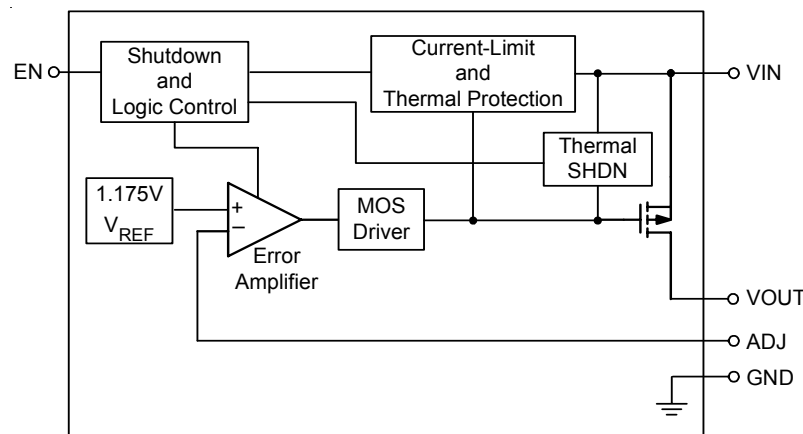 EN
Shutdown
and
Logic Control
Current-Limit
and
Thermal Protection
VIN
Thermal
SHDN
1.175V
VREF
+
−
Error
Amplifier
MOS
Driver
VOUT
ADJ
GND